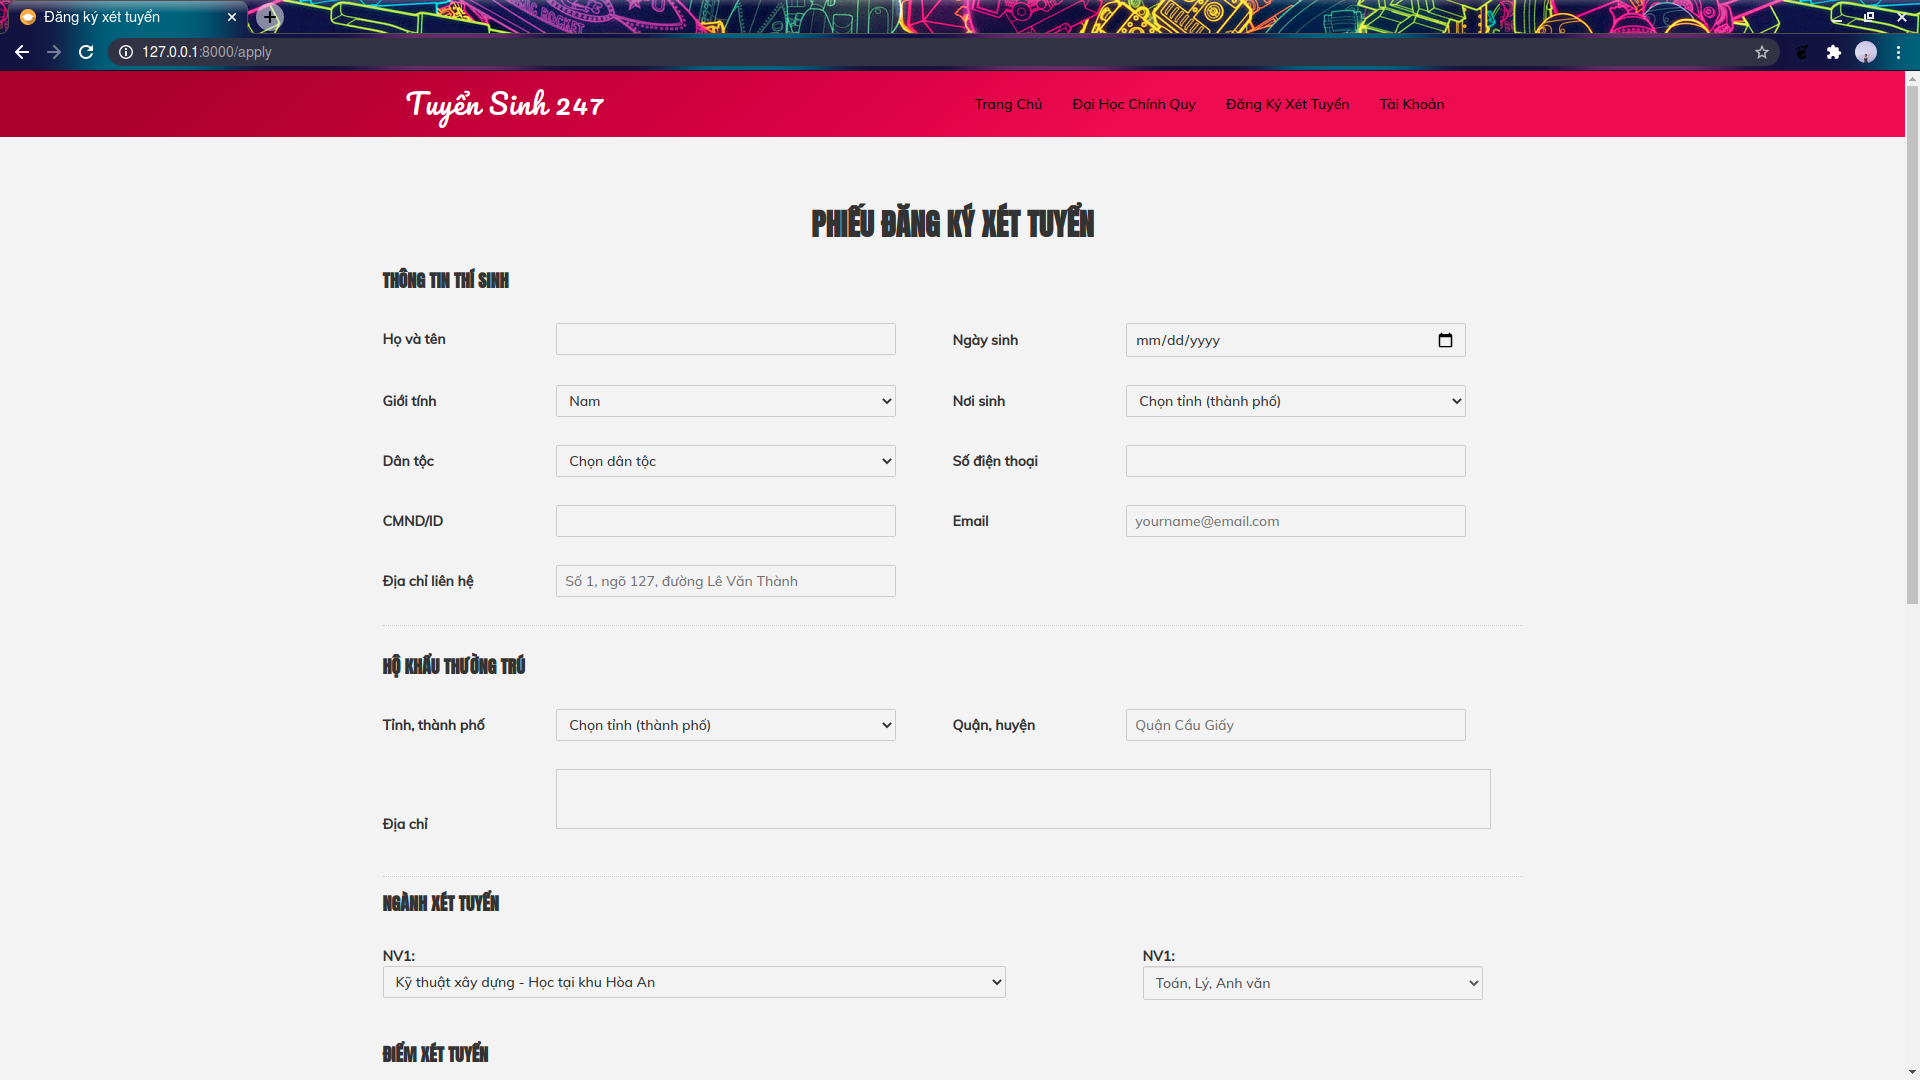 Đăng ký xét tuyển
127.0.0.1:8000/apply
Tuyển Sinh 247
Trang Chủ Đại Học Chính Quy Đăng Ký Xét Tuyển Tài Khoản
PHIẾU ĐĂNG KÝ XÉT TUYỂN
THÔNG TIN THÍ SINH
Họ và tên
Ngày sinh mm/dd/yyyy
Giới tính Nam
Nơi sinh Chọn tỉnh (thành phố)
Dân tộc Chọn dân tộc
Số điện thoại
CMND/ID
Email yourname@email.com
Địa chỉ liên hệ Số 1, ngõ 127, đường Lê Văn Thành
HỘ KHẨU THƯỜNG TRÚ
Tỉnh, thành phố Chọn tỉnh (thành phố)
Quận, huyện Quận Cầu Giấy
Địa chỉ
NGÀNH XÉT TUYỂN
NV1: NV1:
Kỹ thuật xây dựng - Học tại khu Hòa An Toán, Lý, Anh văn
ĐIỂM XÉT TUYỂN